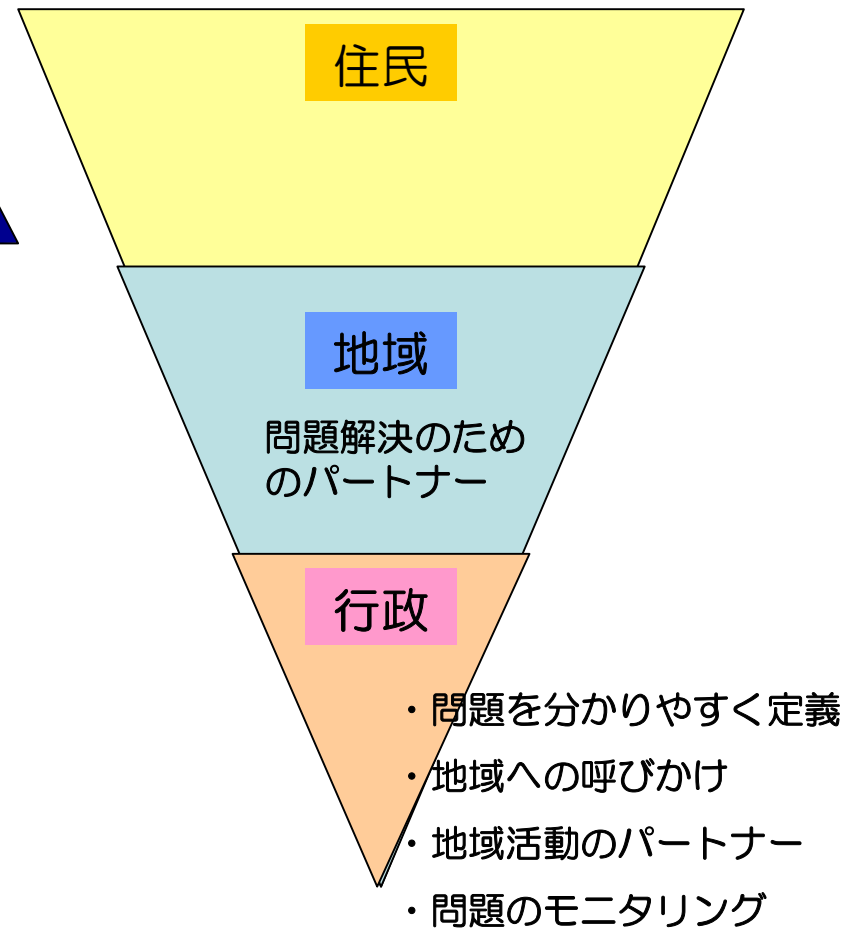 住民
地域
問題解決のため
のパートナー
行政
・問題を分かりやすく定義
・地域への呼びかけ
・地域活動のパートナー
・問題のモニタリング